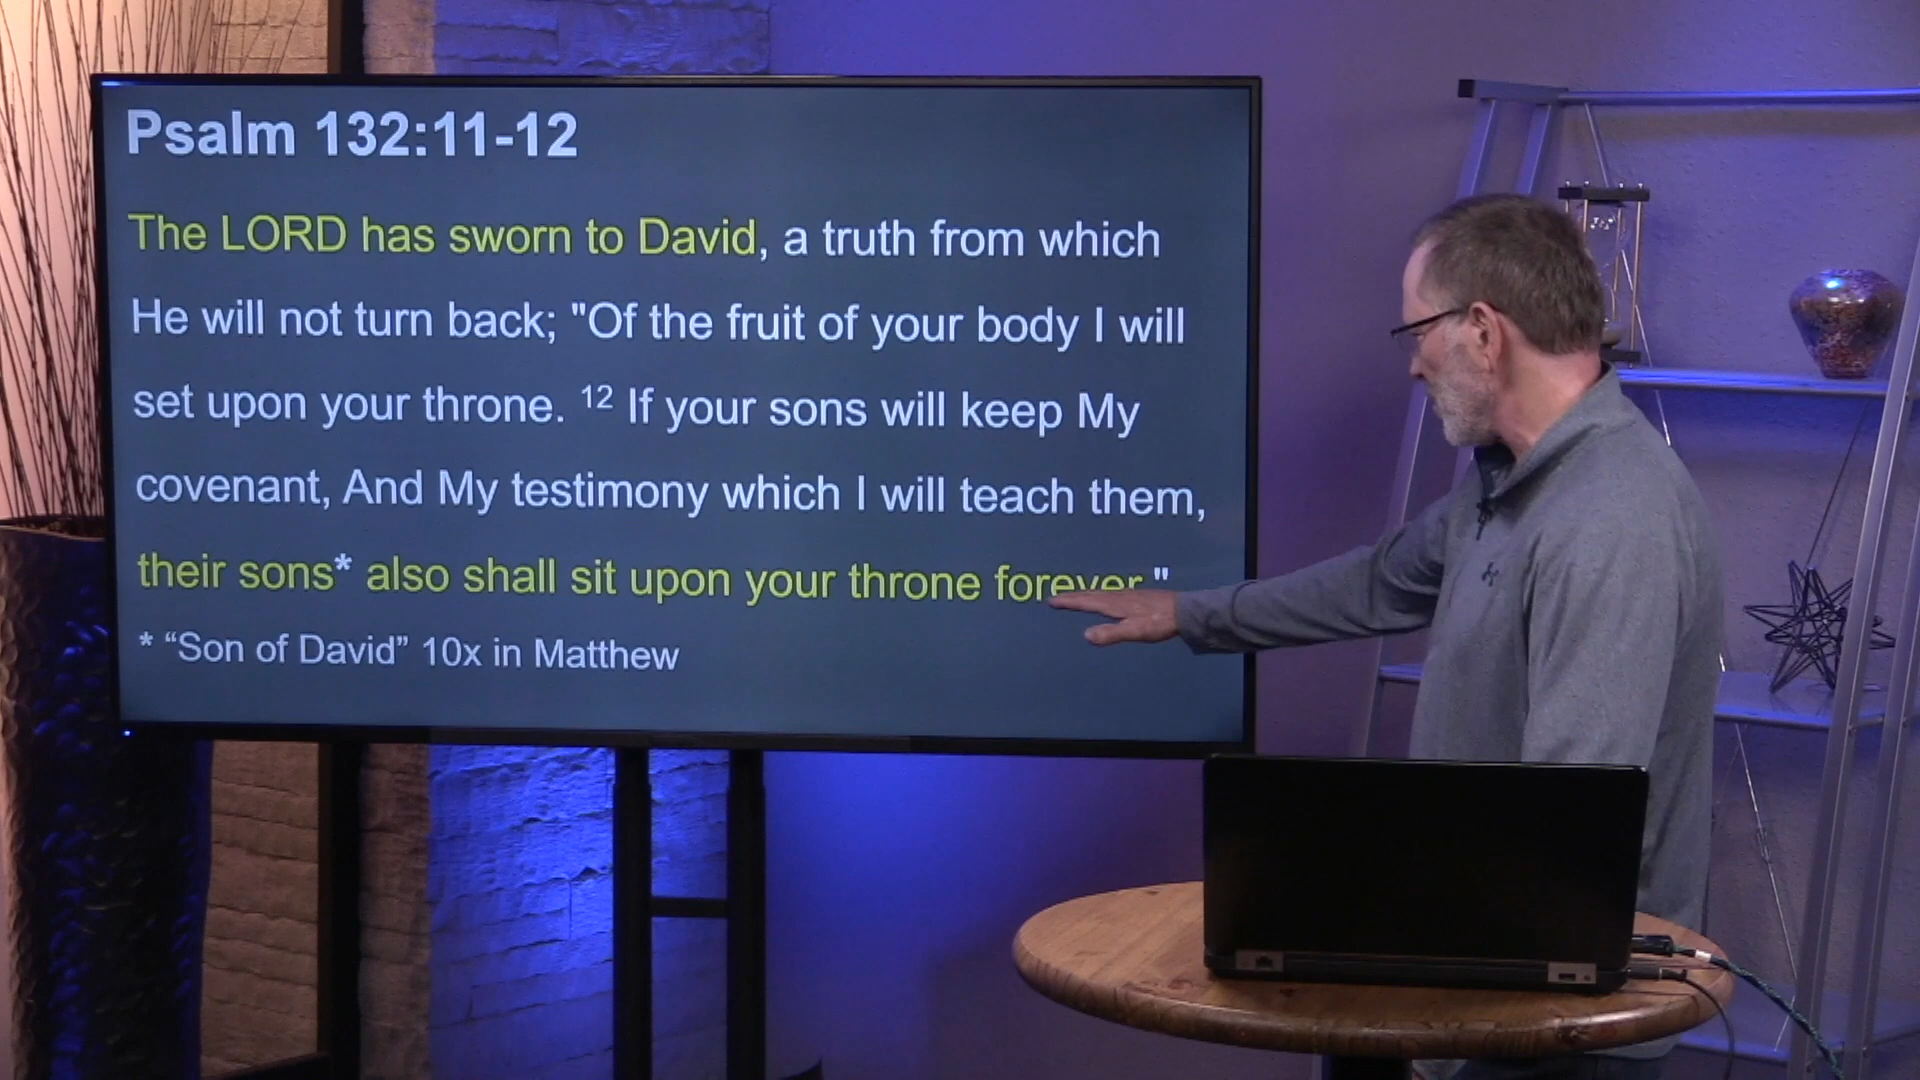 Psalm 132:11-12
The LORD has sworn to David, a truth from which
He will not turn back; "Of the fruit of your body I will
set upon your throne. 12 If your sons will keep My
covenant, And My testimony which I will teach them,
their sons* also shall sit upon your throne forever."
* “Son of David” 10x in Matthew